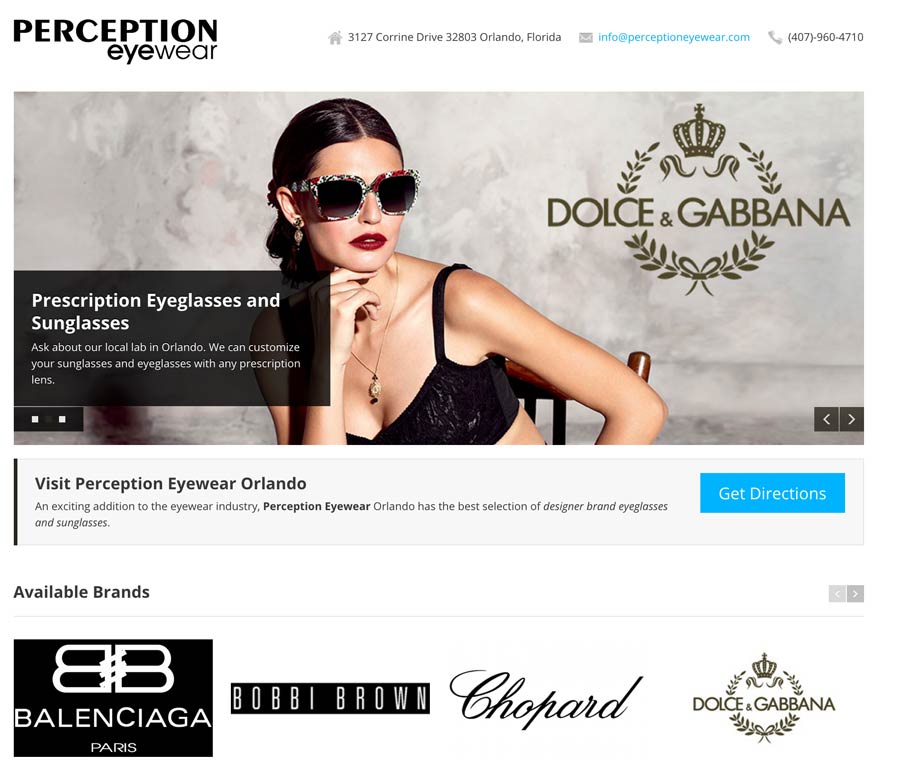 PERCEPTION
eyewear
3127 Corrine Drive 32803 Orlando, Florida
info@perceptioneyewear.com
(407)-960-4710
DOLCE & GABBANA
Prescription Eyeglasses and
Sunglasses
Ask about our local lab in Orlando. We can customize
your sunglasses and eyeglasses with any prescription
lens.
Visit Perception Eyewear Orlando
An exciting addition to the eyewear industry, Perception Eyewear Orlando has the best selection of designer brand eyeglasses
and sunglasses.
Get Directions
Available Brands
BB
BALENCIAGA
PARIS
BOBBI BROWN
Chopard
DOLCE & GABBANA